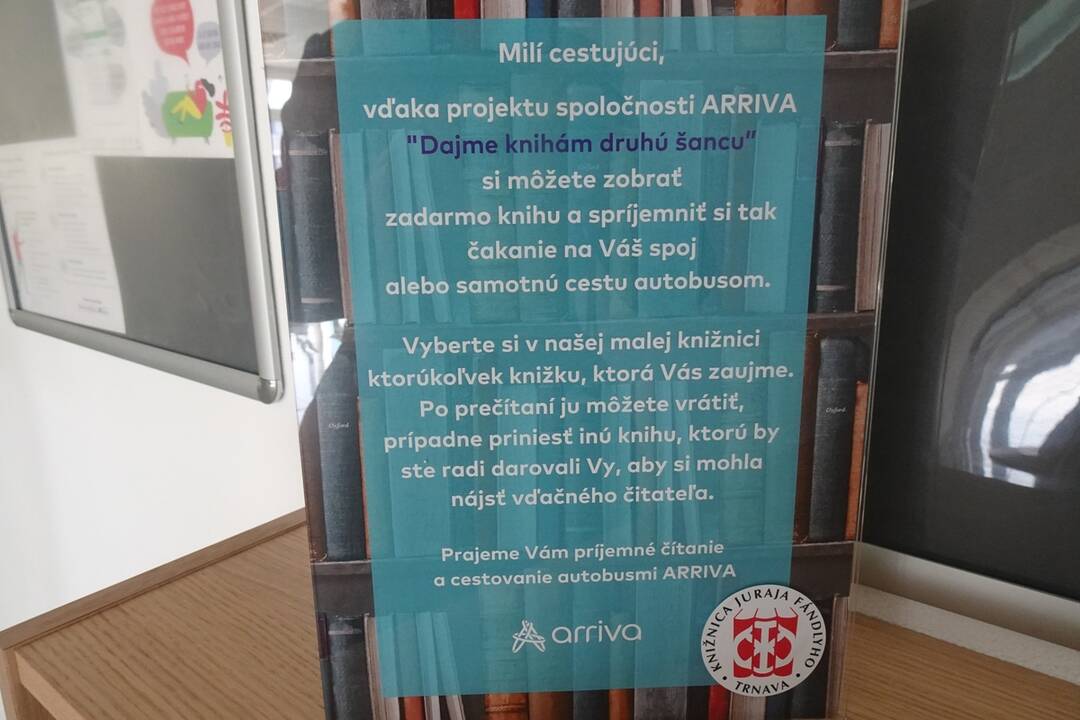 Milí cestujúci,
vďaka projektu spoločnosti ARRIVA
"Dajme knihám druhú šancu"
si môžete zobrať
zadarmo knihu a spríjemniť si tak
čakanie na Váš spoj
alebo samotnú cestu autobusom.
Vyberte si v našej malej knižnici
ktorúkoľvek knižku, ktorá Vás zaujme.
Po prečítaní ju môžete vrátiť,
prípadne priniesť inú knihu, ktorú by
ste radi darovali Vy, aby si mohla
nájsť vďačného čitateľa.
Prajeme Vám príjemné čítanie
a cestovanie autobusmi ARRIVA
arriva
KNIŽNICA JURAJA FÁNDLYHO
• TRNAVA •
Oxford
Oxford